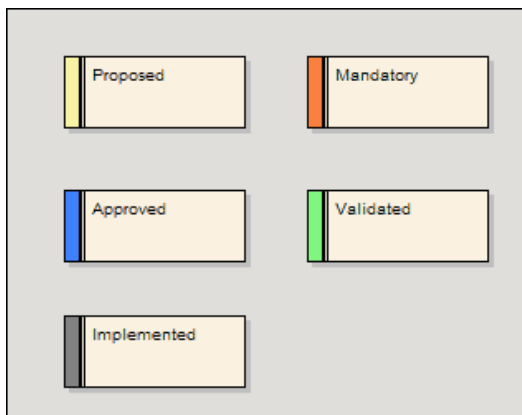 Proposed
Mandatory
Approved
Validated
Implemented